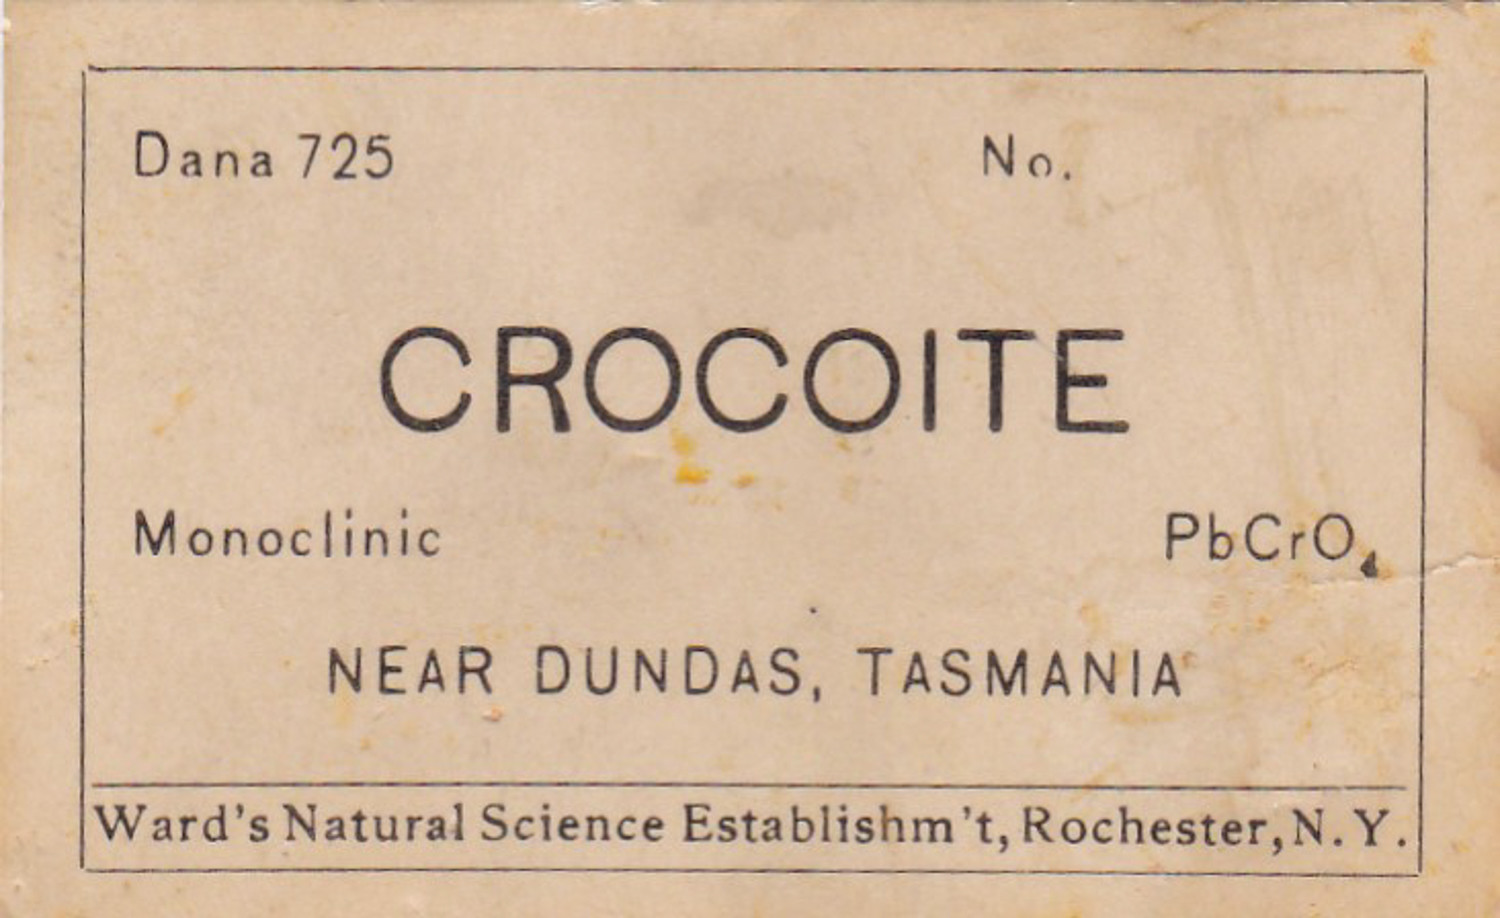 Dana 725 No.
CROCOITE
Monoclinic PbCrO₄
NEAR DUNDAS, TASMANIA
Ward's Natural Science Establishm't, Rochester, N. Y.